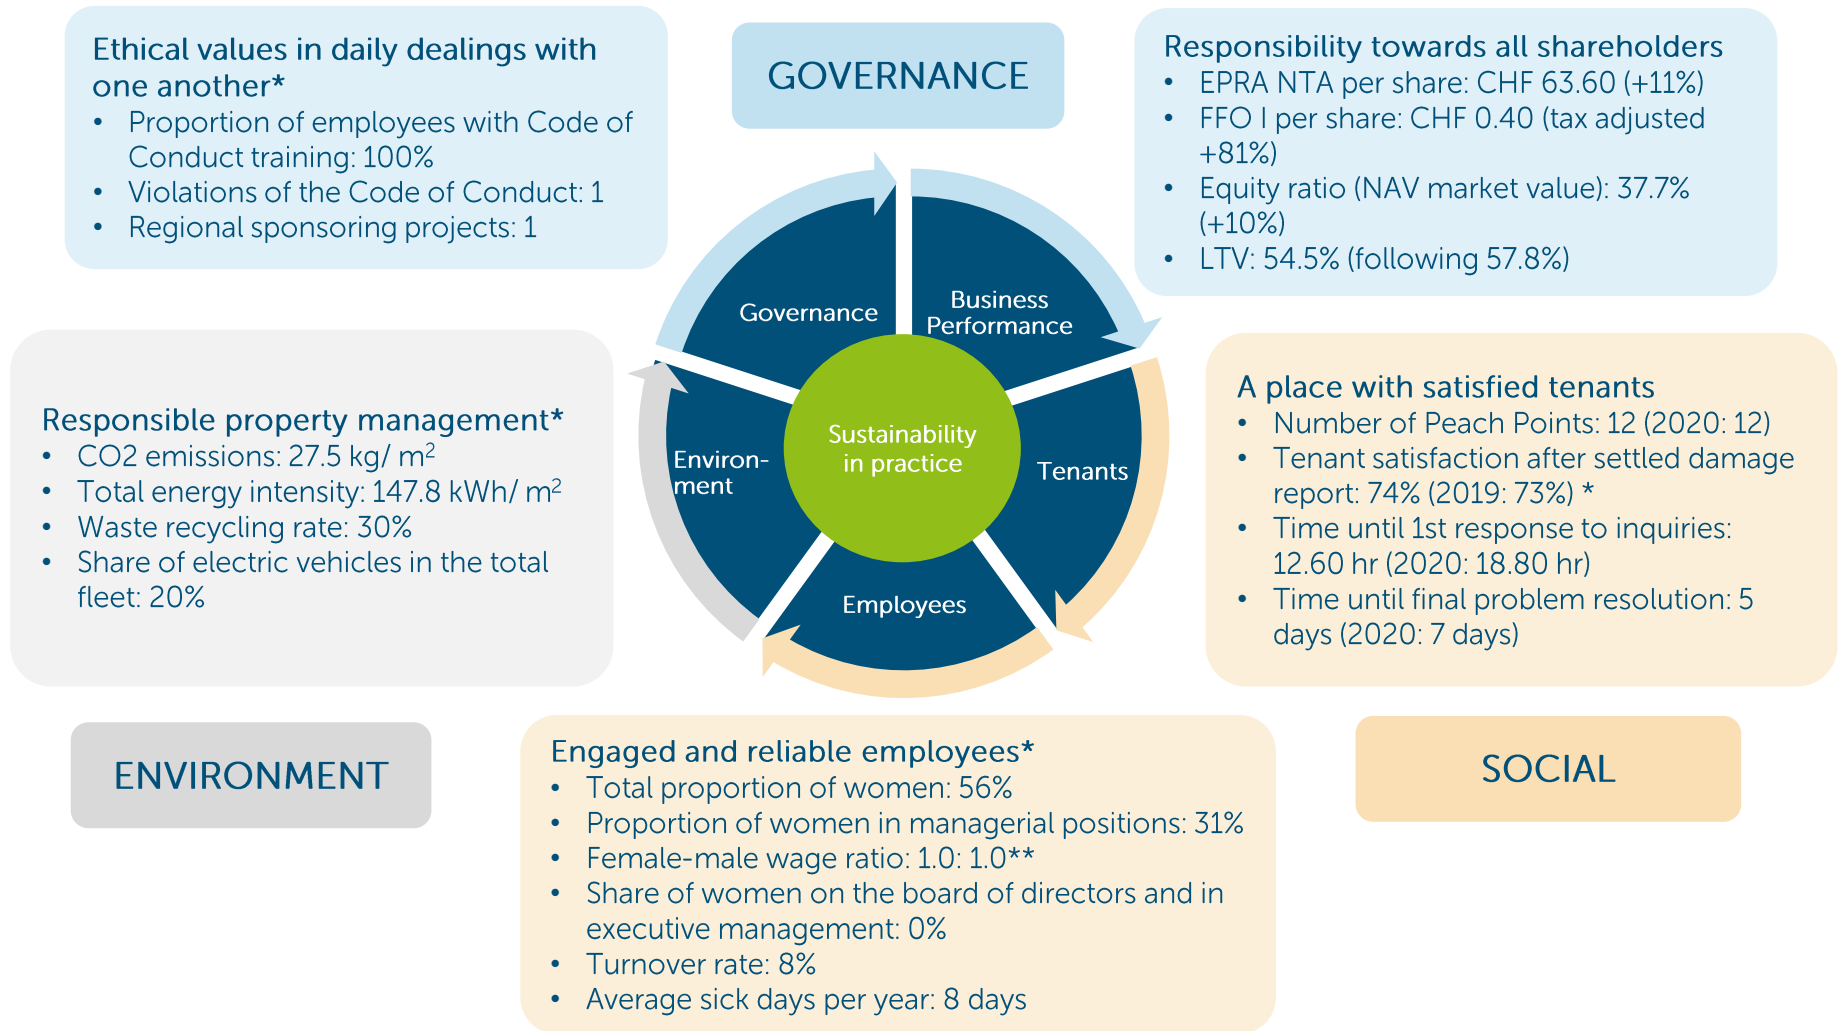 Ethical values in daily dealings with
one another*
• Proportion of employees with Code of
Conduct training: 100%
• Violations of the Code of Conduct: 1
• Regional sponsoring projects: 1
GOVERNANCE
Responsibility towards all shareholders
• EPRA NTA per share: CHF 63.60 (+11%)
• FFO I per share: CHF 0.40 (tax adjusted
+81%)
• Equity ratio (NAV market value): 37.7%
(+10%)
• LTV: 54.5% (following 57.8%)
Governance
Business
Performance
Environ-
ment
Sustainability
in practice
Tenants
Employees
Responsible property management*
• CO2 emissions: 27.5 kg/ m²
• Total energy intensity: 147.8 kWh/ m²
• Waste recycling rate: 30%
• Share of electric vehicles in the total
fleet: 20%
A place with satisfied tenants
• Number of Peach Points: 12 (2020: 12)
• Tenant satisfaction after settled damage
report: 74% (2019: 73%) *
• Time until 1st response to inquiries:
12.60 hr (2020: 18.80 hr)
• Time until final problem resolution: 5
days (2020: 7 days)
ENVIRONMENT
Engaged and reliable employees*
• Total proportion of women: 56%
• Proportion of women in managerial positions: 31%
• Female-male wage ratio: 1.0: 1.0**
• Share of women on the board of directors and in
executive management: 0%
• Turnover rate: 8%
• Average sick days per year: 8 days
SOCIAL